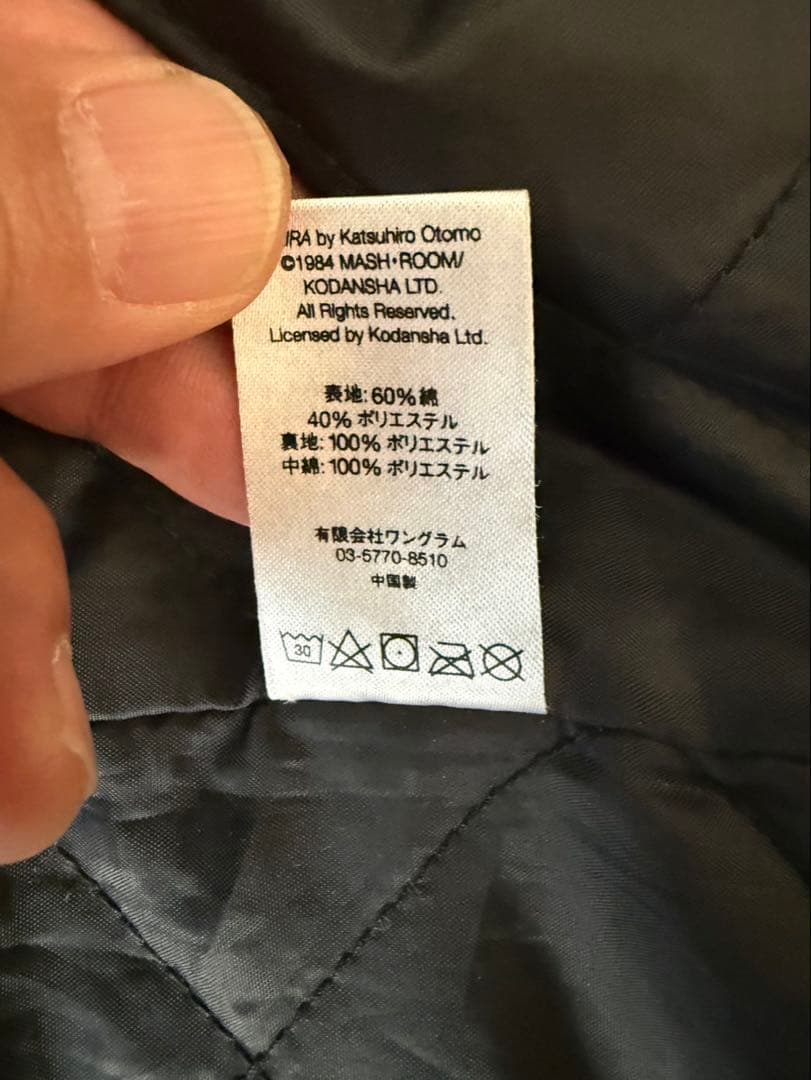 IRA by Katsuhiro Otomo
©1984 MASH・ROOM/
KODANSHA LTD.
All Rights Reserved.
Licensed by Kodansha Ltd.
表地: 60% 綿
40% ポリエステル
裏地: 100% ポリエステル
中綿: 100% ポリエステル
有限会社ワングラム
03-5770-8510
中国製
30